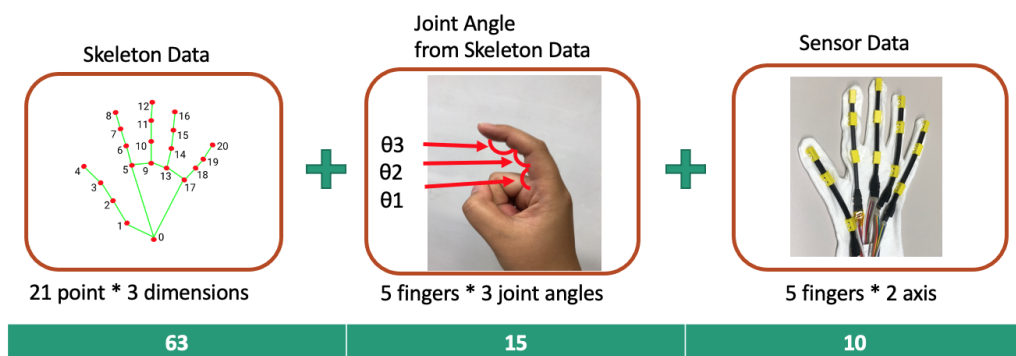 Skeleton Data
Joint Angle
from Skeleton Data
Sensor Data
12
8
11
16
7
15
6
10
14
20
4
5
9
13
19
3
18
17
2
1
0
θ3
θ2
θ1
21 point * 3 dimensions
5 fingers * 3 joint angles
5 fingers * 2 axis
63
15
10